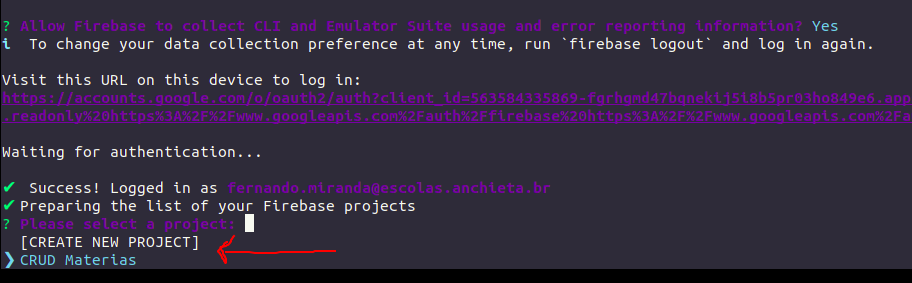 ? Allow Firebase to collect CLI and Emulator Suite usage and error reporting information? Yes
i To change your data collection preference at any time, run `firebase logout` and log in again.
Visit this URL on this device to log in:
https://accounts.google.com/o/oauth2/auth?client_id=563584335869-fgrhgmd47bqnekij5i8b5pr03ho849e6.app
.readonly%20https%3A%2F%2Fwww.googleapis.com%2Fauth%2Ffirebase%20https%3A%2F%2Fwww.googleapis.com%2Fa
Waiting for authentication...
✔ Success! Logged in as fernando.miranda@escolas.anchieta.br
✔ Preparing the list of your Firebase projects
? Please select a project:
[CREATE NEW PROJECT]
❯ CRUD Materias